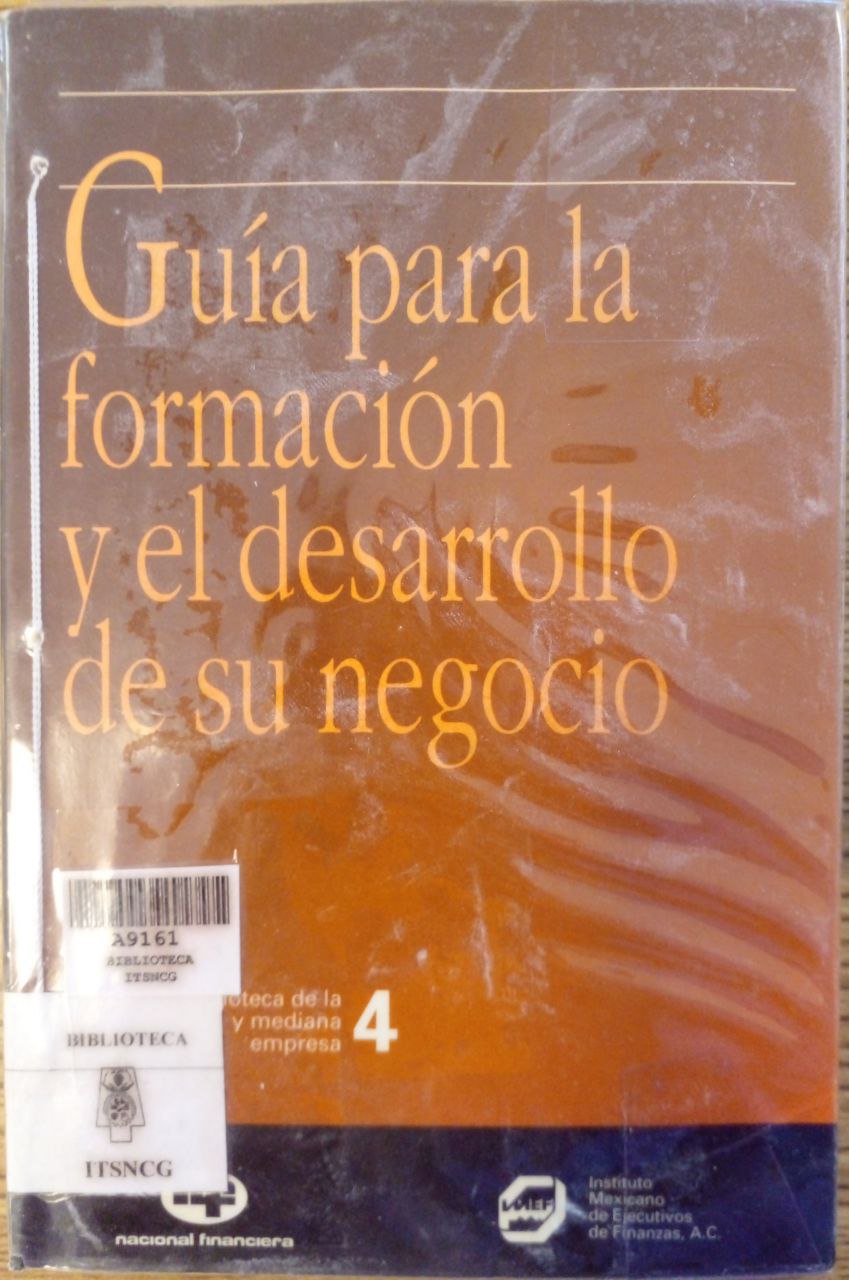 Guía para la
formación
y el desarrollo
de su negocio
A9161
BIBLIOTECA
ITSNCG
de la
y mediana
empresa
4
BIBLIOTECA
ITSNCG
nacional financiera
IMEF
Instituto
Mexicano
de Ejecutivos
de Finanzas, A.C.